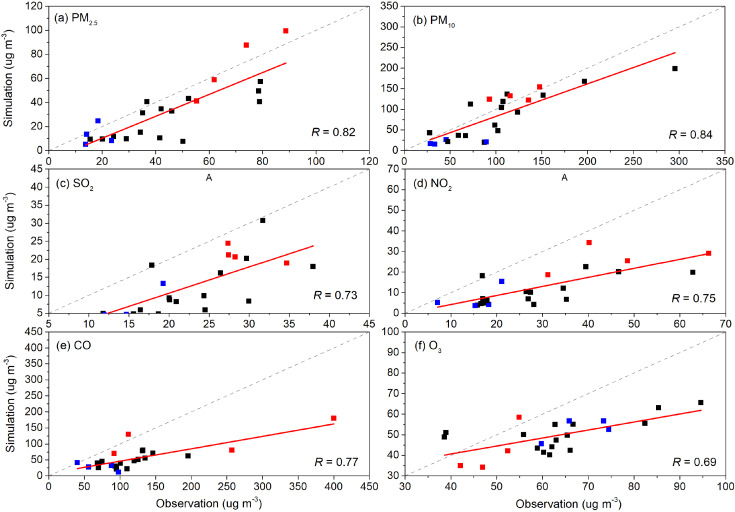 (a) PM2.5
Simulation (ug m-3)
120
100
80
60
40
20
0
0 20 40 60 80 100 120
R = 0.82
(b) PM10
350
300
250
200
150
100
50
0
0 50 100 150 200 250 300 350
R = 0.84
(c) SO2
A
Simulation (ug m-3)
45
40
35
30
25
20
15
10
5
5 10 15 20 25 30 35 40 45
R = 0.73
(d) NO2
A
70
60
50
40
30
20
10
0
0 10 20 30 40 50 60 70
R = 0.75
(e) CO
Simulation (ug m-3)
450
400
350
300
250
200
150
100
50
0
0 50 100 150 200 250 300 350 400 450
R = 0.77
Observation (ug m-3)
(f) O3
100
90
80
70
60
50
40
30
30 40 50 60 70 80 90 100
R = 0.69
Observation (ug m-3)